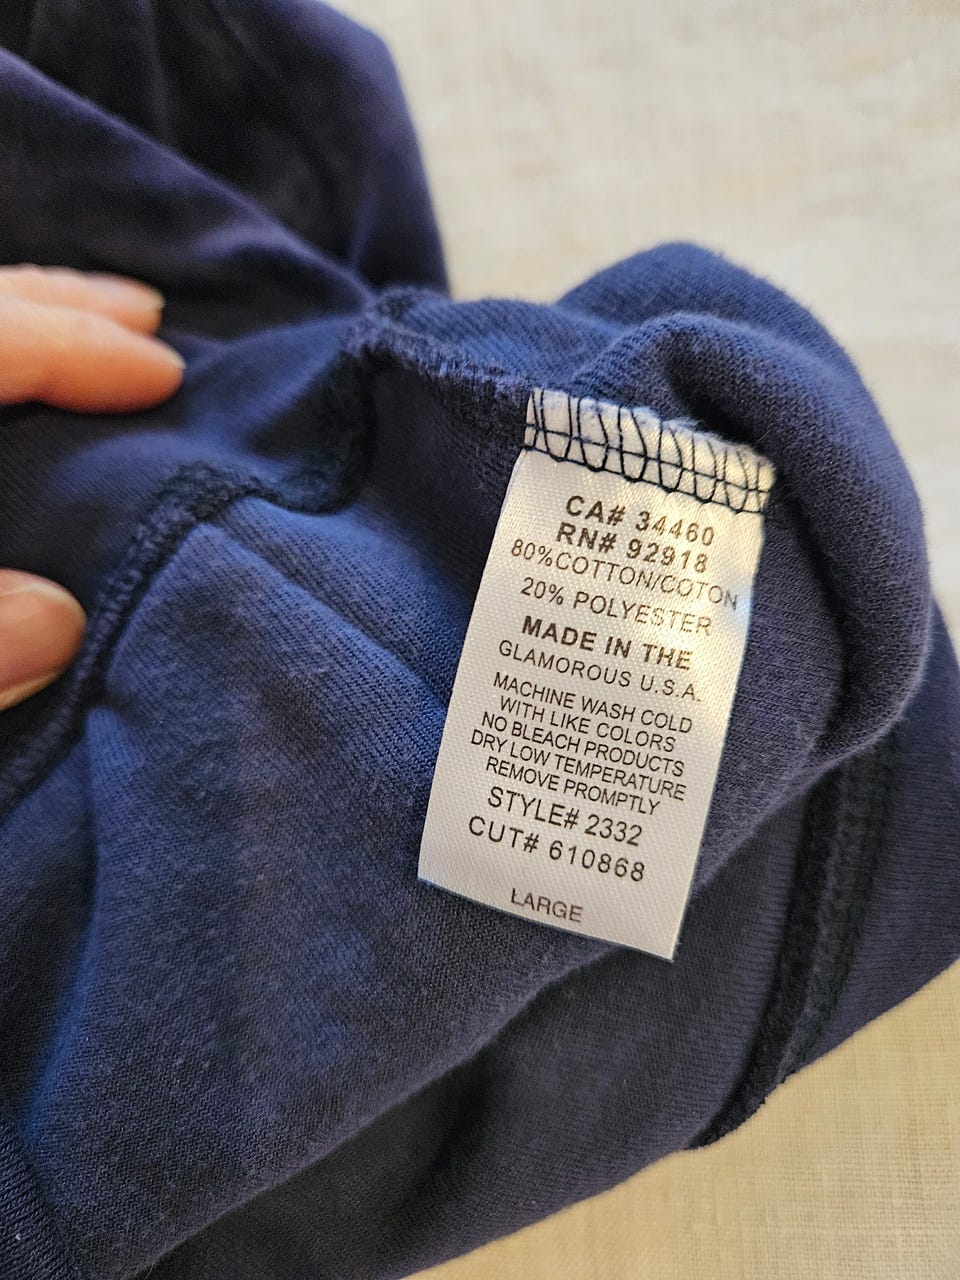 CA# 34460
RN# 92918
80%COTTON/COTON
20% POLYESTER
MADE IN THE
GLAMOROUS U.S.A.
MACHINE WASH COLD
WITH LIKE COLORS
NO BLEACH PRODUCTS
DRY LOW TEMPERATURE
REMOVE PROMPTLY
STYLE# 2332
CUT# 610868
LARGE